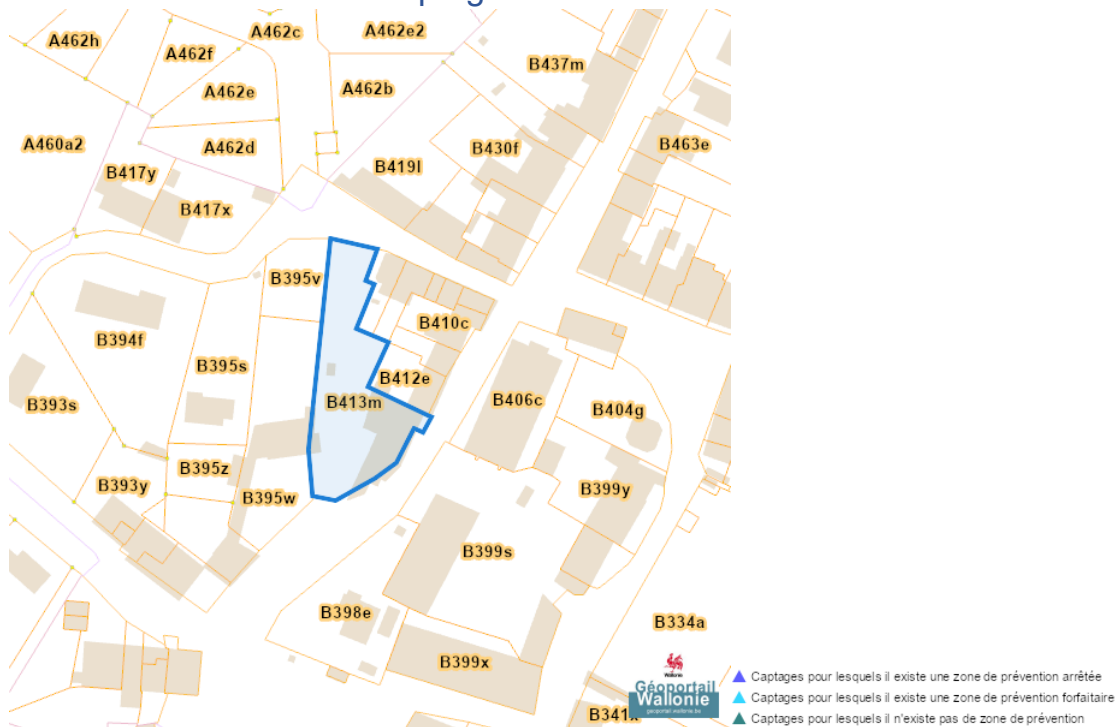 A462h
A462f
A462c
A462e2
B437m
A462e
A462b
A460a2
A462d
B417y
B419l
B430f
B463e
B417x
B395v
B394f
B410c
B395s
B412e
B393s
B413m
B406c
B404g
B393y
B395z
B395w
B399y
B399s
B398e
B399x
B334a
Wallonie
Géoportail
Wallonie
geoportail.wallonie.be
Captages pour lesquels il existe une zone de prévention arrêtée
Captages pour lesquels il existe une zone de prévention forfaitaire
Captages pour lesquels il n'existe pas de zone de prévention